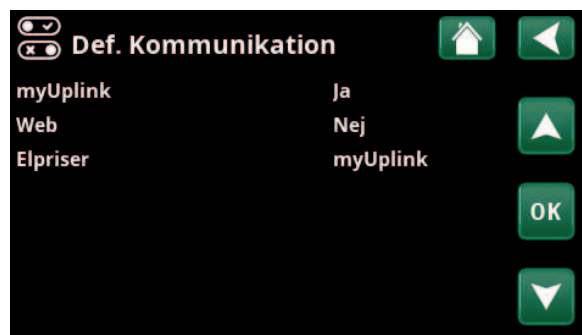 Def. Kommunikation
myUplink Ja
Web Nej
Elpriser myUplink
OK